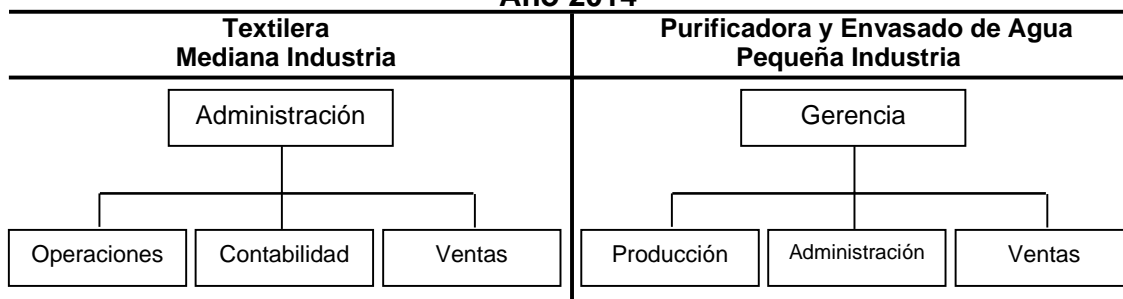 Año 2014
Textilera
Mediana Industria
Purificadora y Envasado de Agua
Pequeña Industria
Administración
Operaciones
Contabilidad
Ventas
Gerencia
Producción
Administración
Ventas